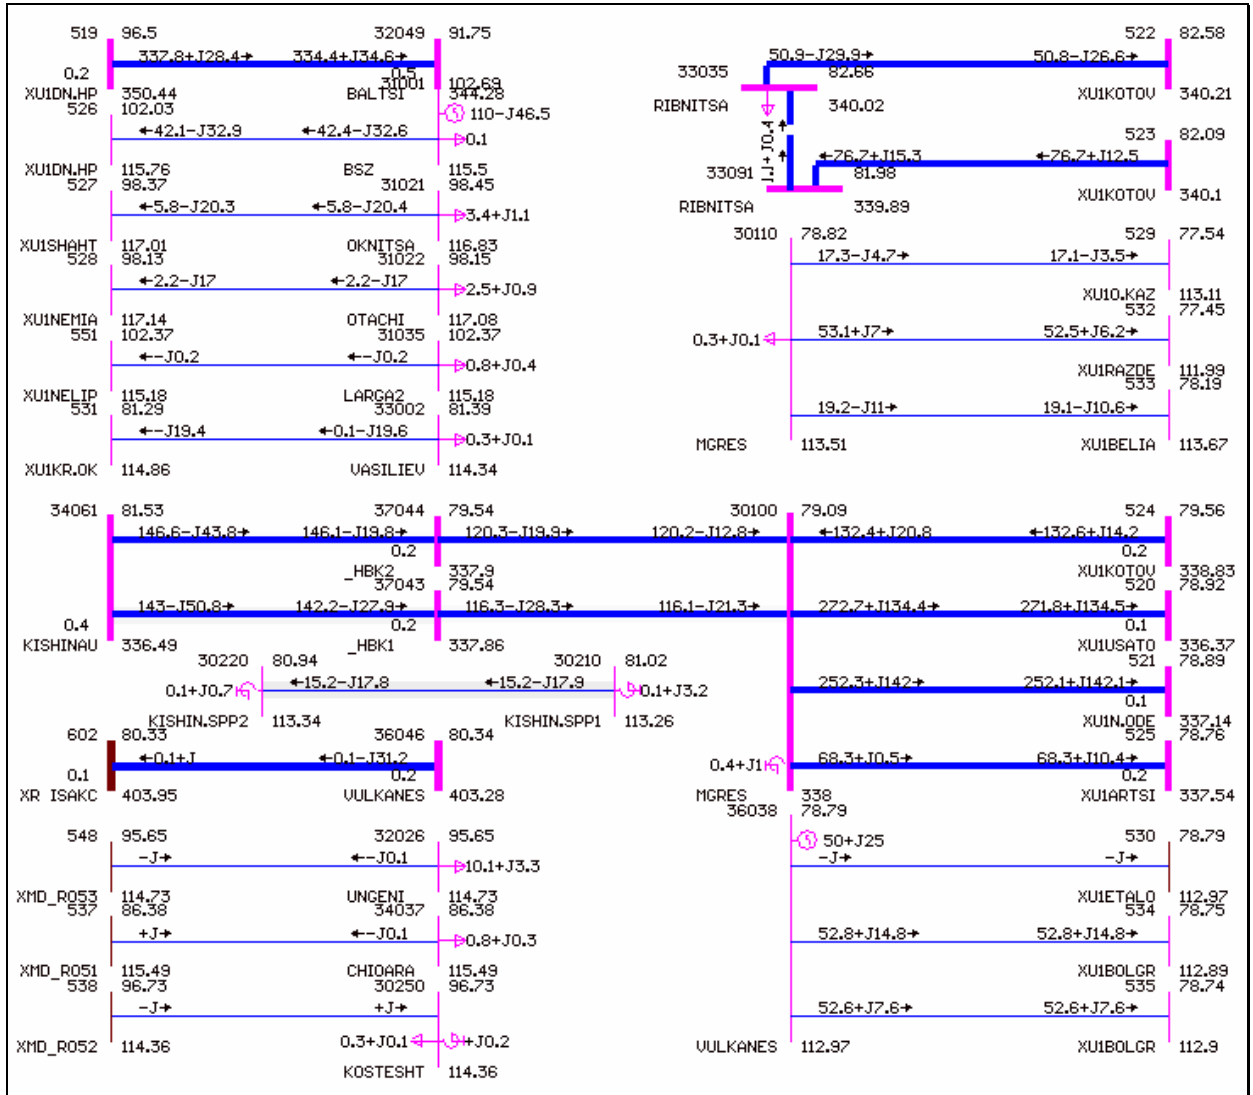 519 96.5 32049 91.75
337.8+J28.4 334.4+J34.6
0.2 0.5
31001 102.69
XU1DN.HP 350.44 BALTSI 344.28
526 102.03
110-J46.5
42.1-J32.9 42.4-J32.6
0.1
XU1DN.HP 115.76 BSZ 115.5
527 98.37 31021 98.45
5.8-J20.3 5.8-J20.4
3.4+J1.1
XU1SHAHT 117.01 OKNITSA 116.83
528 98.13 31022 98.15
2.2-J17 2.2-J17
2.5+J0.9
XU1NEMIA 117.14 OTACHI 117.08
551 102.37 31035 102.37
-J0.2 -J0.2
0.8+J0.4
XU1NELIP 115.18 LARGA2 115.18
531 81.29 33002 81.39
-J19.4 0.1-J19.6
0.3+J0.1
XU1KR.OK 114.86 VASILIEV 114.34
522 82.58
50.9-J29.9 50.8-J26.6
33035 82.66
RIBNITSA 340.02
XU1KOTOV 340.21
523 82.09
76.7+J15.3 76.7+J12.5
33091 81.98
XU1KOTOV 340.1
RIBNITSA 339.89
30110 78.82 529 77.54
17.3-J4.7 17.1-J3.5
XU1O.KAZ 113.11
532 77.45
53.1+J7 52.5+J6.2
0.3+J0.1
XU1RAZDE 111.99
533 78.19
19.2-J11 19.1-J10.6
MGRES 113.51 XU1BELIA 113.67
34061 81.53 37044 79.54 30100 79.09 524 79.56
146.6-J43.8 146.1-J19.8 120.3-J19.9 120.2-J12.8 132.4+J20.8 132.6+J14.2
0.2 0.2
_HBK2 337.9 XU1KOTOV 338.83
37043 79.54 520 78.92
143-J50.8 142.2-J27.9 116.3-J28.3 116.1-J21.3 272.7+J134.4 271.8+J134.5
0.4 0.2 0.1
KISHINAU 336.49 _HBK1 337.86 XU1USATO 336.37
30220 80.94 30210 81.02 521 78.89
0.1+J0.7 15.2-J17.8 15.2-J17.9 0.1+J3.2 252.3+J142 252.1+J142.1
0.1
KISHIN.SPP2 113.34 KISHIN.SPP1 113.26 XU1N.ODE 337.14
602 80.33 36046 80.34 525 78.76
0.1+J 0.1-J31.2 0.4+J1 68.3+J0.5 68.3+J10.4
0.1 0.2 0.2
XR ISAKC 403.95 VULKANES 403.28 MGRES 338 XU1ARTSI 337.54
36038 78.79
548 95.65 32026 95.65 50+J25 530 78.79
-J -J0.1 10.1+J3.3 -J -J
XMD_RO53 114.73 UNGENI 114.73 XU1ETALO 112.97
537 86.38 34037 86.38 534 78.75
+J -J0.1 0.8+J0.3 52.8+J14.8 52.8+J14.8
XMD_RO51 115.49 CHIOARA 115.49 XU1BOLGR 112.89
538 96.73 30250 96.73 535 78.74
-J +J 52.6+J7.6 52.6+J7.6
XMD_RO52 114.36 0.3+J0.1 +J0.2 VULKANES 112.97 XU1BOLGR 112.9
KOSTESHT 114.36